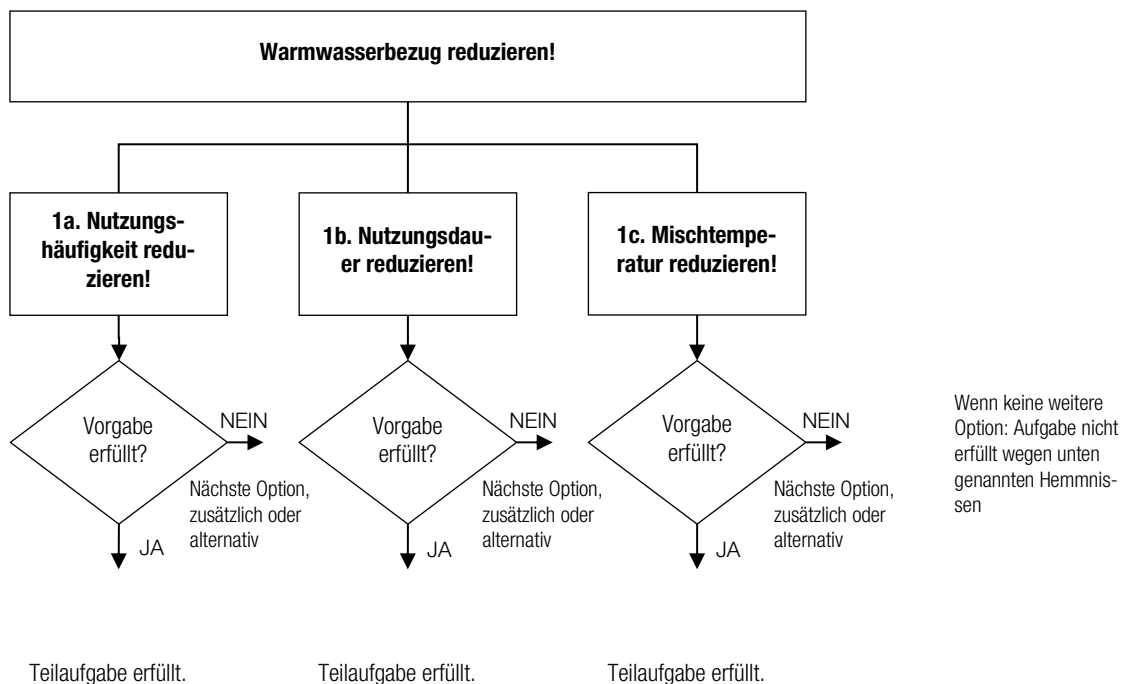 Warmwasserbezug reduzieren!
1a. Nutzungs-
häufigkeit redu-
zieren!
1b. Nutzungsdau-
er reduzieren!
1c. Mischtempe-
ratur reduzieren!
Vorgabe
erfüllt?
NEIN
Nächste Option,
zusätzlich oder
alternativ
JA
Vorgabe
erfüllt?
NEIN
Nächste Option,
zusätzlich oder
alternativ
JA
Vorgabe
erfüllt?
NEIN
Nächste Option,
zusätzlich oder
alternativ
JA
Wenn keine weitere
Option: Aufgabe nicht
erfüllt wegen unten
genannten Hemmnis-
sen
Teilaufgabe erfüllt.
Teilaufgabe erfüllt.
Teilaufgabe erfüllt.